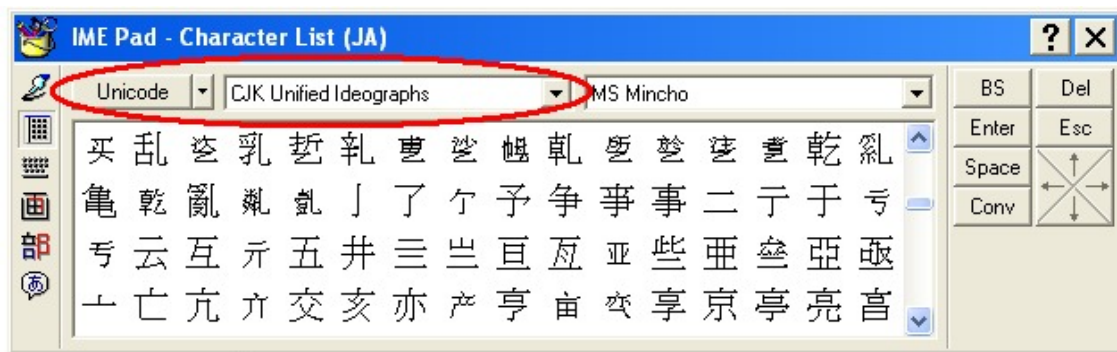 IME Pad - Character List (JA)
Unicode CJK Unified Ideographs MS Mincho
买 乱 乲 乳 乴 乵 乶 乷 乸 乹 乺 乻 乼 乽 乾 乿
亀 亁 亂 亃 亄 亅 了 亇 予 争 亊 事 二 亍 于 亏
亐 云 互 亓 五 井 亖 亗 亘 亙 亚 些 亜 亝 亞 亟
亠 亡 亢 亣 交 亥 亦 产 亨 亩 亪 享 京 亭 亮 亯
画
部
あ
BS Del
Enter Esc
Space
Conv